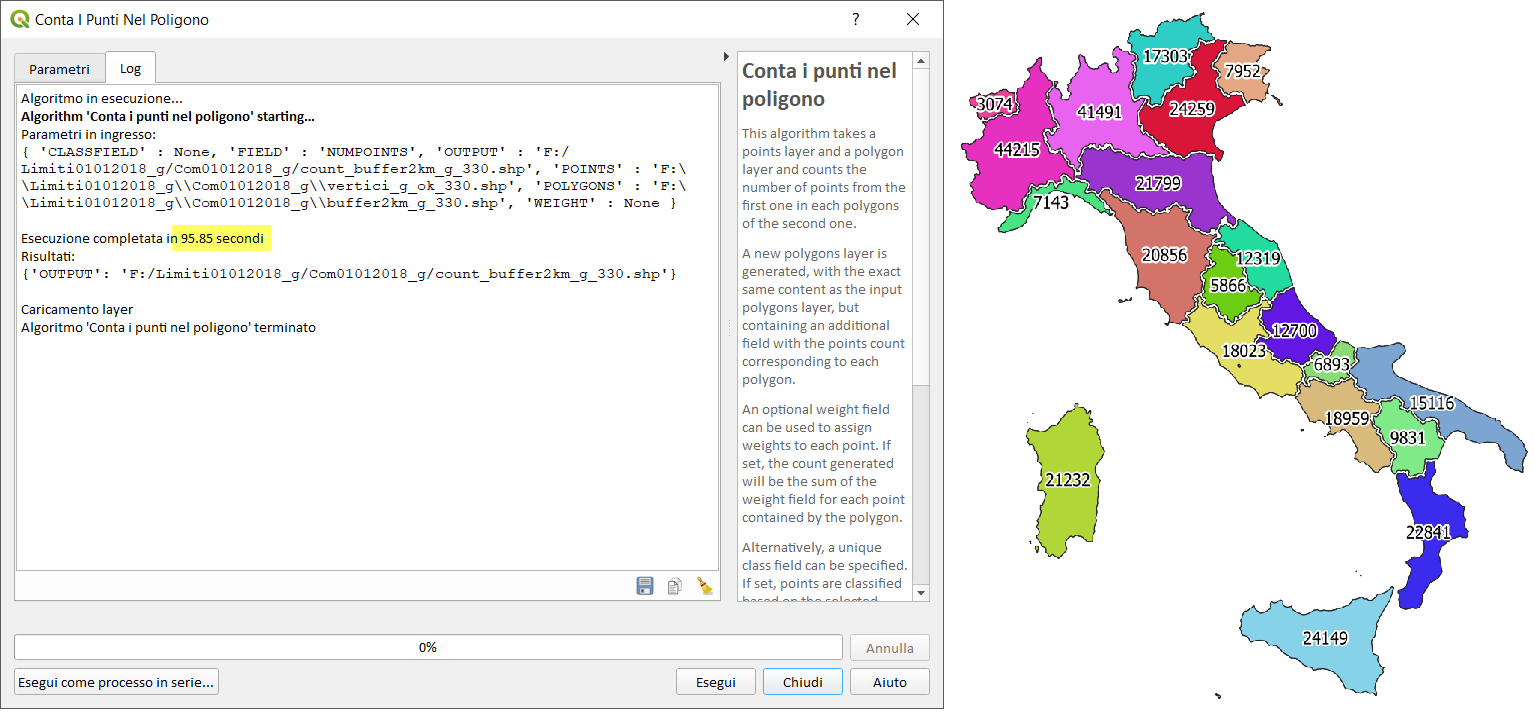 Conta I Punti Nel Poligono
?
Parametri
Log
Algoritmo in esecuzione...
Algorithm 'Conta i punti nel poligono' starting...
Parametri in ingresso:
{ 'CLASSFIELD' : None, 'FIELD' : 'NUMPOINTS', 'OUTPUT' : 'F:/
Limiti01012018_g/Com01012018_g/count_buffer2km_g_330.shp', 'POINTS' : 'F:\
\Limiti01012018_g\\Com01012018_g\\vertici_g_ok_330.shp', 'POLYGONS' : 'F:\
\Limiti01012018_g\\Com01012018_g\\buffer2km_g_330.shp', 'WEIGHT' : None }
Esecuzione completata in 95.85 secondi
Risultati:
{'OUTPUT': 'F:/Limiti01012018_g/Com01012018_g/count_buffer2km_g_330.shp'}
Caricamento layer
Algoritmo 'Conta i punti nel poligono' terminato
Conta i punti nel
poligono
This algorithm takes a
points layer and a polygon
layer and counts the
number of points from the
first one in each polygons
of the second one.
A new polygons layer is
generated, with the exact
same content as the input
polygons layer, but
containing an additional
field with the points count
corresponding to each
polygon.
An optional weight field
can be used to assign
weights to each point. If
set, the count generated
will be the sum of the
weight field for each point
contained by the polygon.
Alternatively, a unique
class field can be specified.
If set, points are classified
based on the selected
0%
Annulla
Esegui come processo in serie...
Esegui
Chiudi
Aiuto
17303
7952
3074
41491
24259
44215
21799
7143
20856
12319
5866
12700
18023
6893
15116
18959
9831
21232
22841
24149